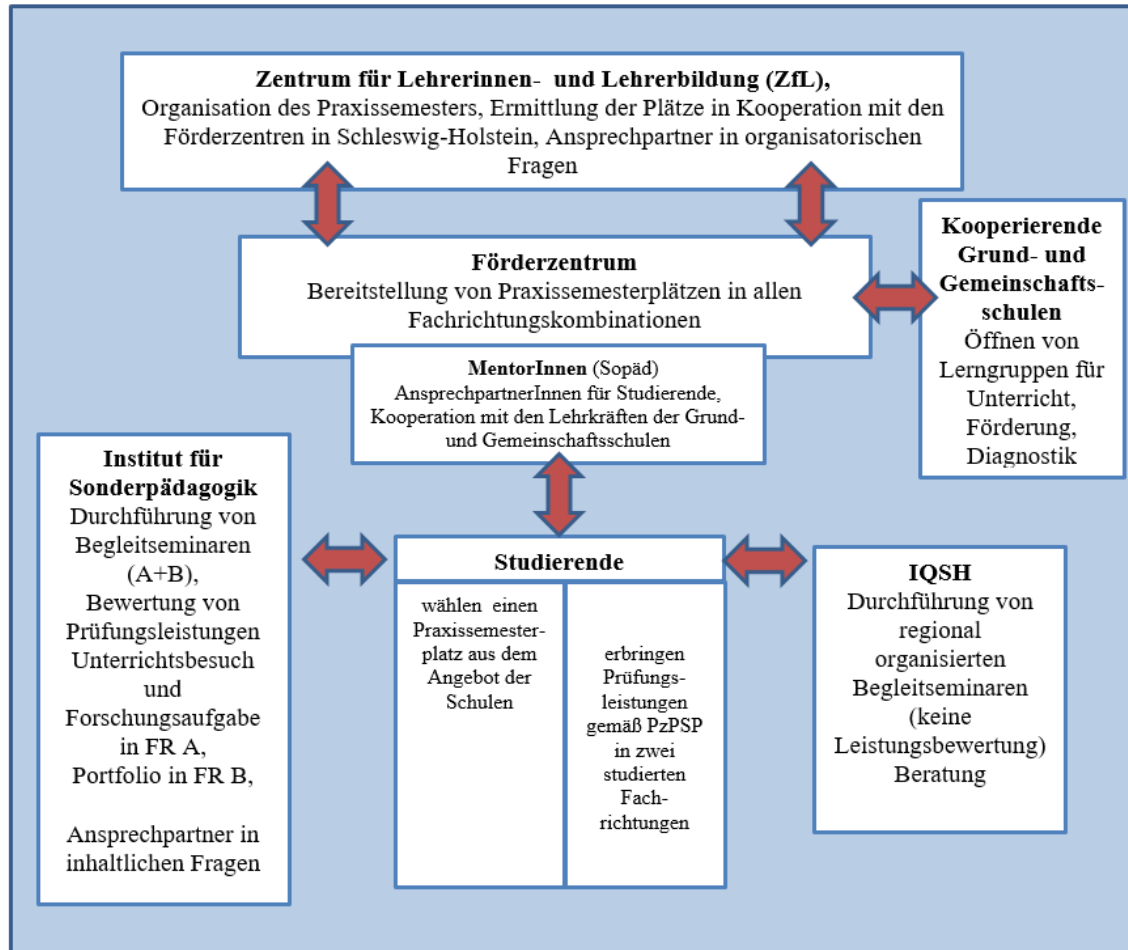 Zentrum für Lehrerinnen- und Lehrerbildung (ZfL),
Organisation des Praxissemesters, Ermittlung der Plätze in Kooperation mit den
Förderzentren in Schleswig-Holstein, Ansprechpartner in organisatorischen
Fragen
Förderzentrum
Bereitstellung von Praxissemesterplätzen in allen
Fachrichtungskombinationen
Kooperierende
Grund- und
Gemeinschafts-
schulen
Öffnen von
Lerngruppen für
Unterricht,
Förderung,
Diagnostik
MentorInnen (Sopäd)
AnsprechpartnerInnen für Studierende,
Kooperation mit den Lehrkräften der Grund-
und Gemeinschaftsschulen
Institut für
Sonderpädagogik
Durchführung von
Begleitseminaren
(A+B),
Bewertung von
Prüfungsleistungen
Unterrichtsbesuch
und
Forschungsaufgabe
in FR A,
Portfolio in FR B,
Ansprechpartner in
inhaltlichen Fragen
Studierende
wählen einen
Praxissemester-
platz aus dem
Angebot der
Schulen
erbringen
Prüfungs-
leistungen
gemäß PzPSP
in zwei
studierten
Fach-
richtungen
IQSH
Durchführung von
regional
organisierten
Begleitseminaren
(keine
Leistungsbewertung)
Beratung